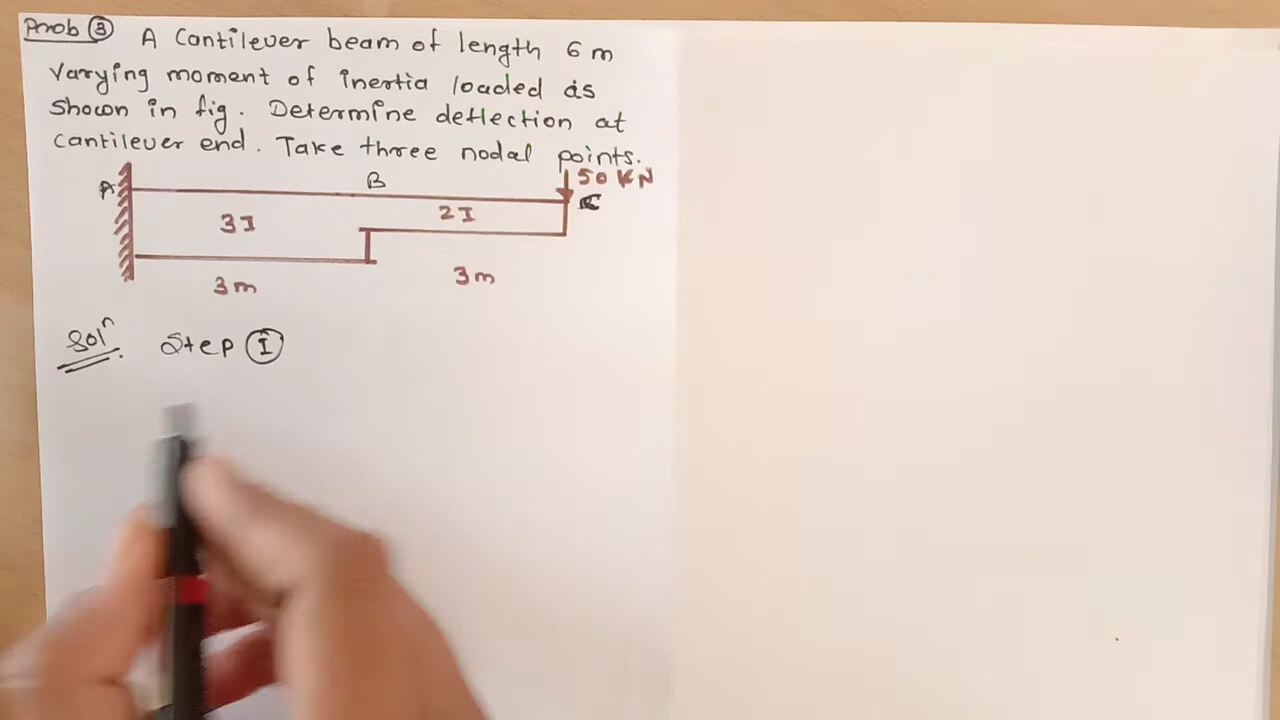 Prob ③ A Cantilever beam of length 6 m
Varying moment of inertia loaded as
shown in fig. Determine deflection at
cantilever end. Take three nodal points.
50 KN
A B C
3I 2I
3m 3m
Solⁿ. Step Ⓘ